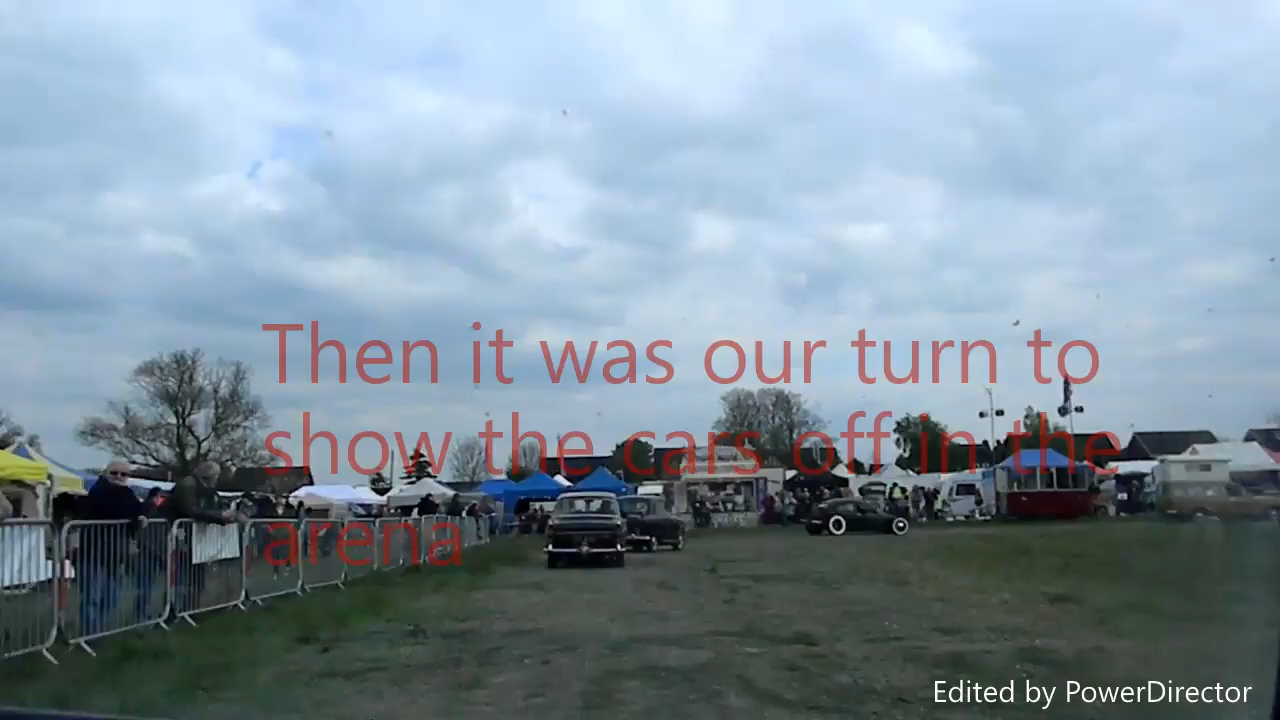 Then it was our turn to
show the cars off in the
arena
Edited by PowerDirector